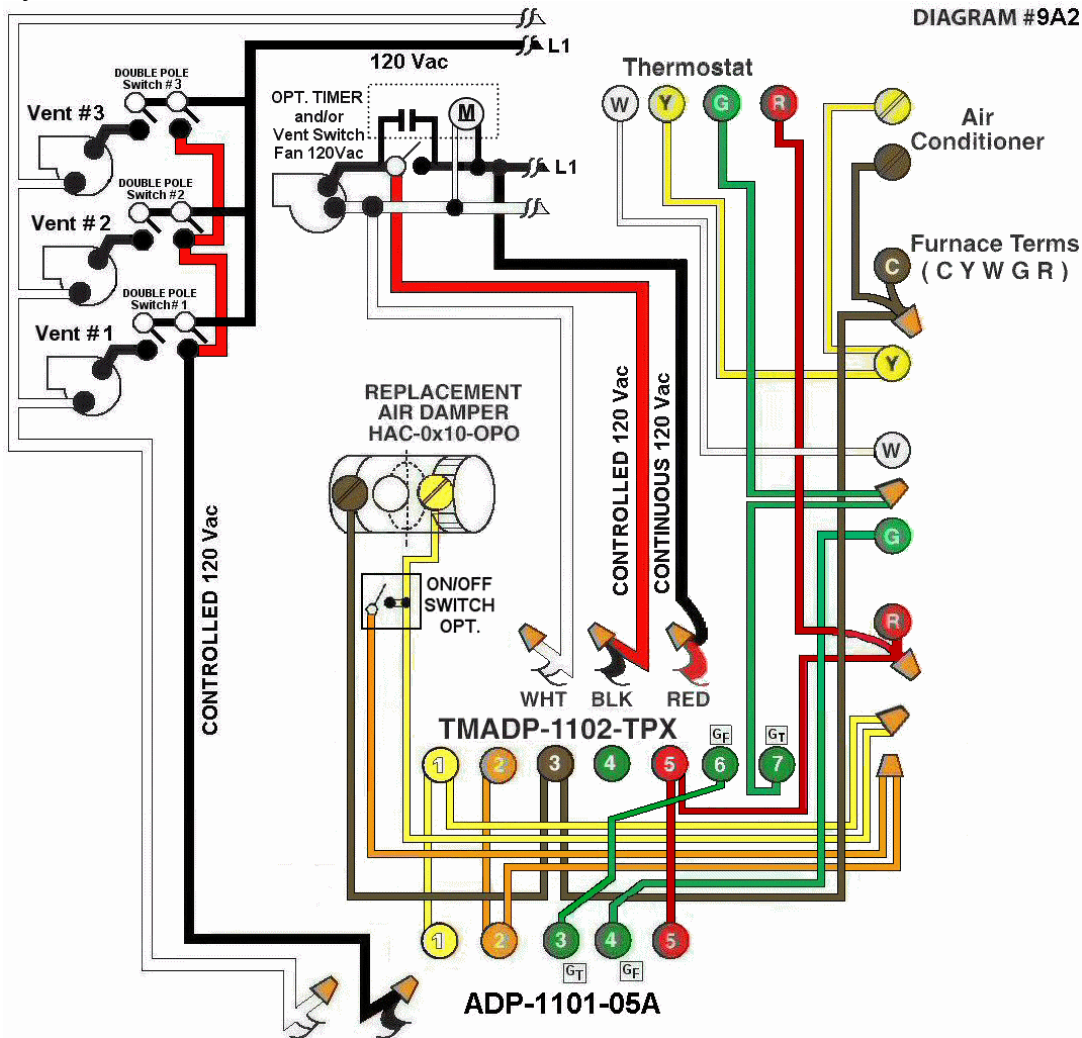 DIAGRAM #9A2
L1
120 Vac
DOUBLE POLE
Switch #3
Vent #3
OPT. TIMER
and/or
Vent Switch
Fan 120Vac
M
L1
Thermostat
W Y G R
Air
Conditioner
DOUBLE POLE
Switch #2
Vent #2
DOUBLE POLE
Switch# 1
Vent #1
Furnace Terms
( C Y W G R )
C
Y
W
G
R
REPLACEMENT
AIR DAMPER
HAC-0x10-OPO
CONTROLLED 120 Vac
CONTROLLED 120 Vac
CONTINUOUS 120 Vac
ON/OFF
SWITCH
OPT.
WHT BLK RED
TMADP-1102-TPX
GF GT
1 2 3 4 5 6 7
1 2 3 4 5
GT GF
ADP-1101-05A